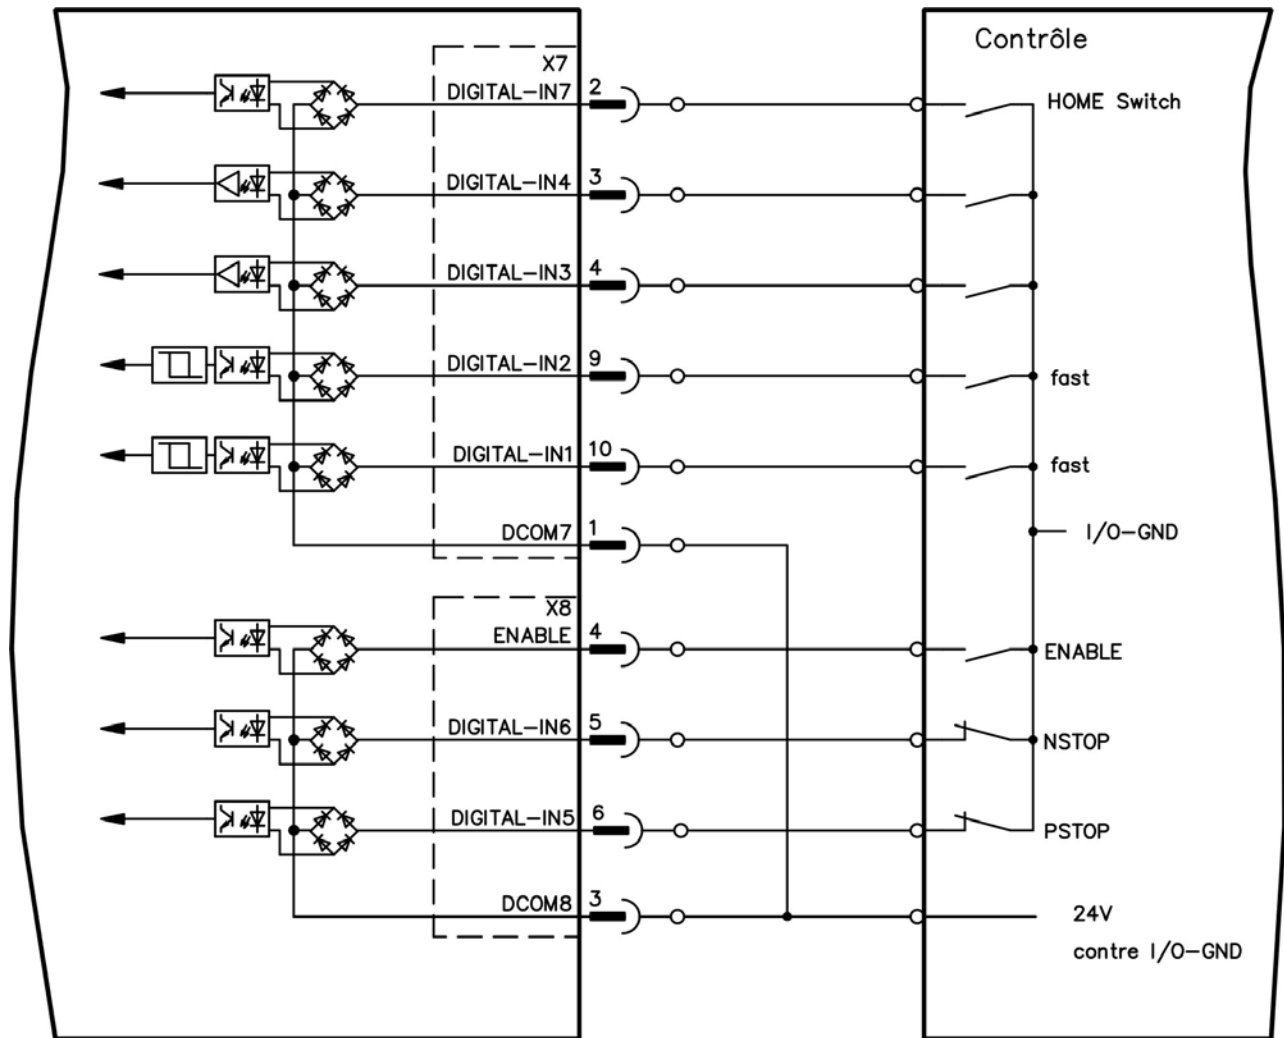 Contrôle
X7
DIGITAL-IN7 2 HOME Switch
DIGITAL-IN4 3
DIGITAL-IN3 4
DIGITAL-IN2 9 fast
DIGITAL-IN1 10 fast
DCOM7 1 I/O-GND
X8
ENABLE 4 ENABLE
DIGITAL-IN6 5 NSTOP
DIGITAL-IN5 6 PSTOP
DCOM8 3 24V
contre I/O-GND